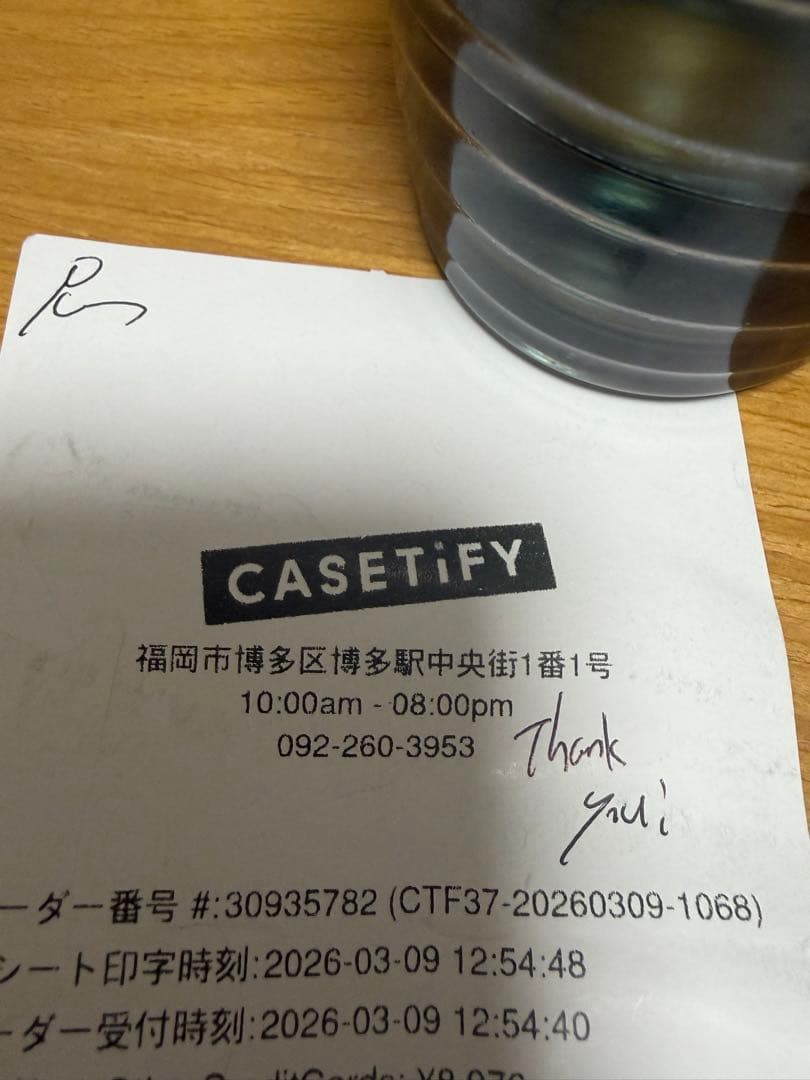 CASETiFY
福岡市博多区博多駅中央街1番1号
10:00am - 08:00pm
092-260-3953
Thank
you!
ーダー番号 #:30935782 (CTF37-20260309-1068)
シート印字時刻:2026-03-09 12:54:48
ーダー受付時刻:2026-03-09 12:54:40